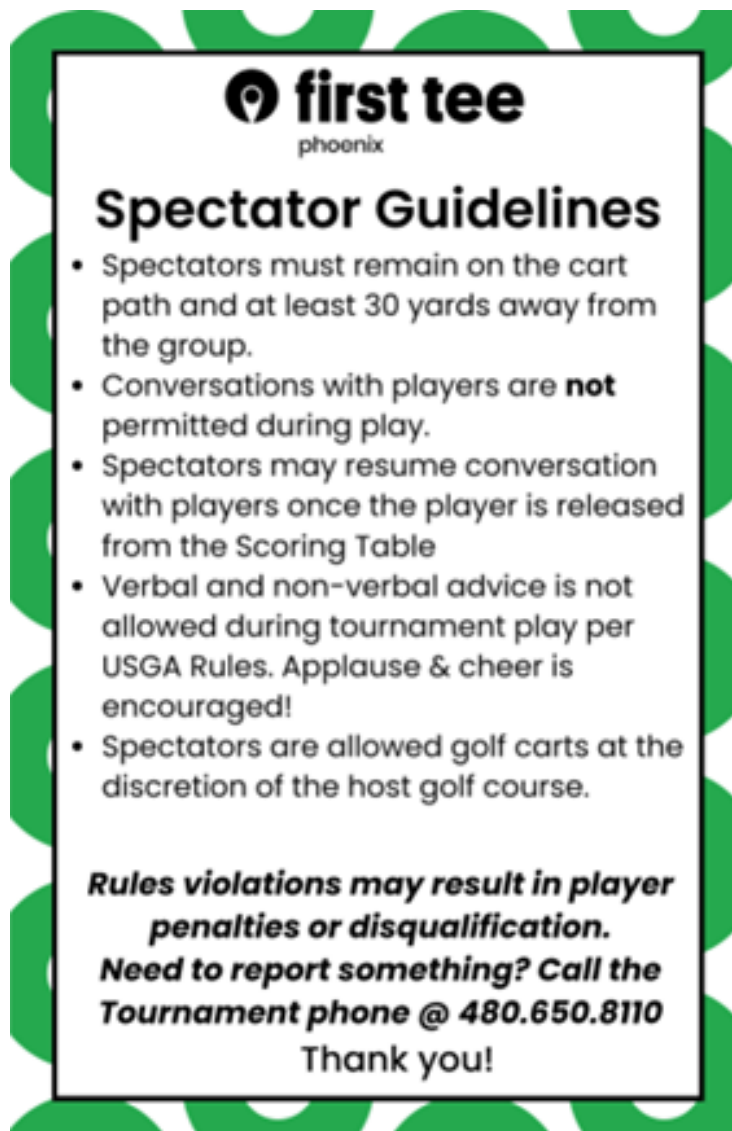 first tee
phoenix
Spectator Guidelines
• Spectators must remain on the cart
path and at least 30 yards away from
the group.
• Conversations with players are not
permitted during play.
• Spectators may resume conversation
with players once the player is released
from the Scoring Table
• Verbal and non-verbal advice is not
allowed during tournament play per
USGA Rules. Applause & cheer is
encouraged!
• Spectators are allowed golf carts at the
discretion of the host golf course.
Rules violations may result in player
penalties or disqualification.
Need to report something? Call the
Tournament phone @ 480.650.8110
Thank you!